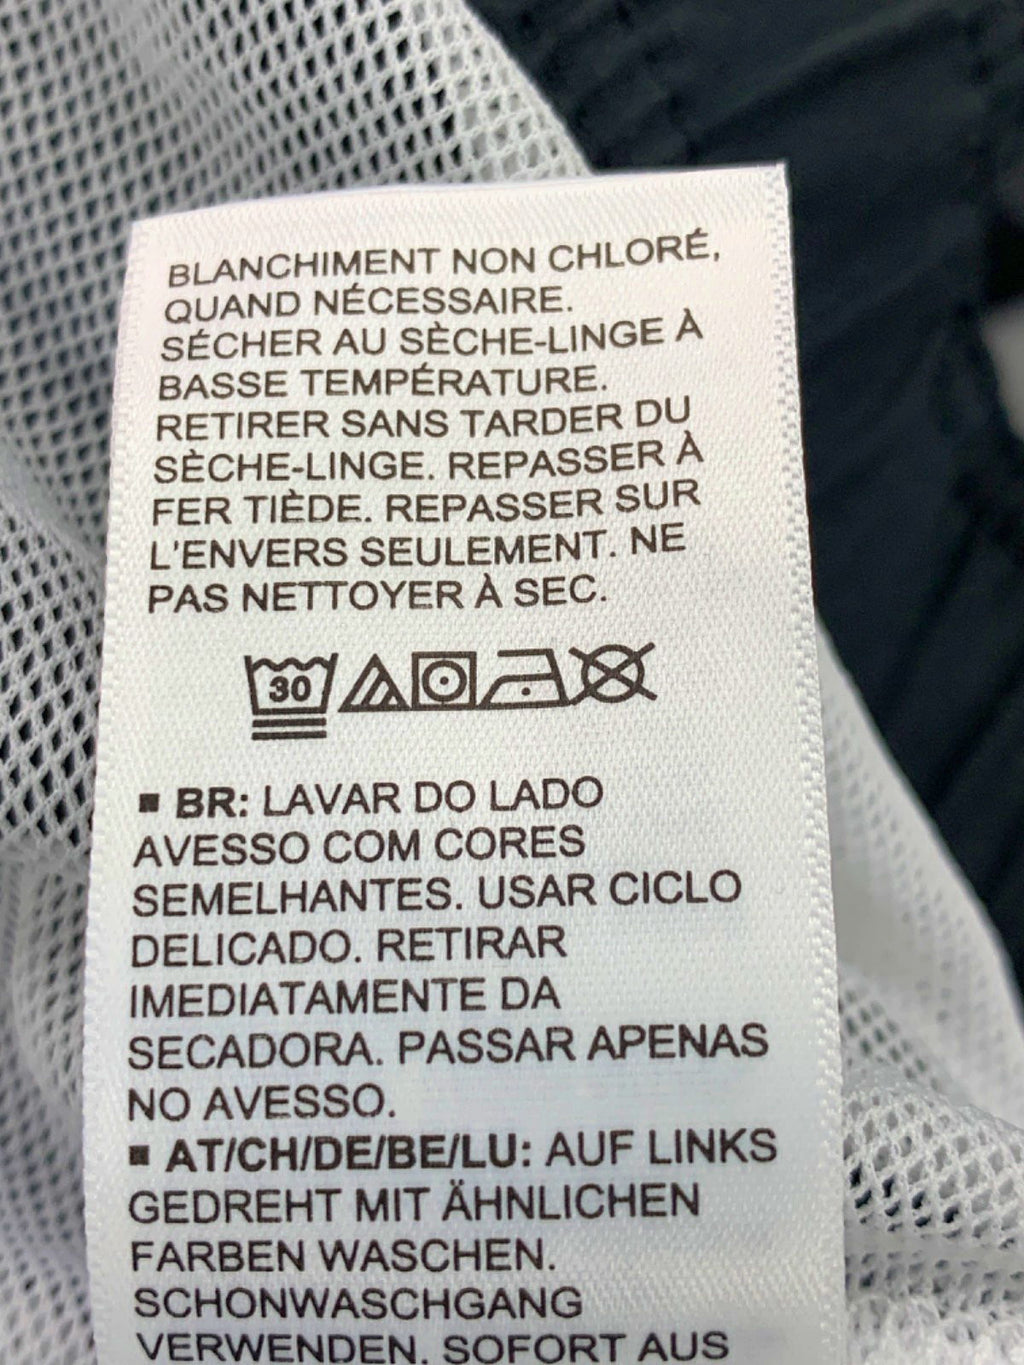 BLANCHIMENT NON CHLORÉ,
QUAND NÉCESSAIRE.
SÉCHER AU SÈCHE-LINGE À
BASSE TEMPÉRATURE.
RETIRER SANS TARDER DU
SÈCHE-LINGE. REPASSER À
FER TIÈDE. REPASSER SUR
L'ENVERS SEULEMENT. NE
PAS NETTOYER À SEC.
30
▪ BR: LAVAR DO LADO
AVESSO COM CORES
SEMELHANTES. USAR CICLO
DELICADO. RETIRAR
IMEDIATAMENTE DA
SECADORA. PASSAR APENAS
NO AVESSO.
▪ AT/CH/DE/BE/LU: AUF LINKS
GEDREHT MIT ÄHNLICHEN
FARBEN WASCHEN.
SCHONWASCHGANG
VERWENDEN. SOFORT AUS